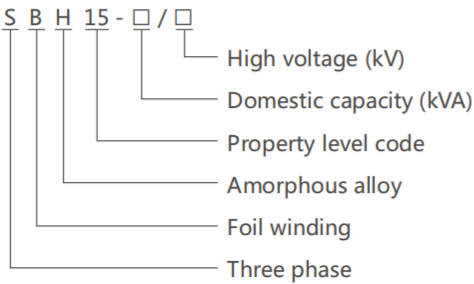 S B H 15 - □ / □
High voltage (kV)
Domestic capacity (kVA)
Property level code
Amorphous alloy
Foil winding
Three phase